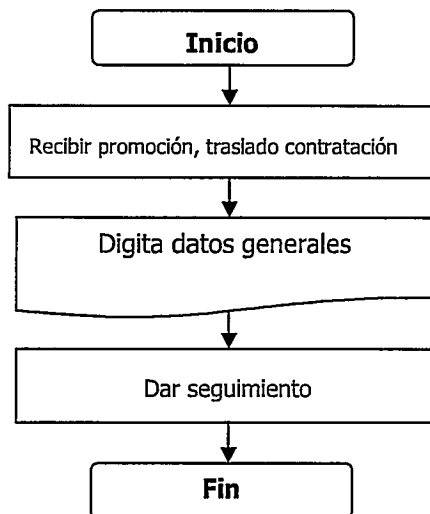 Inicio
Recibir promoción, traslado contratación
Digita datos generales
Dar seguimiento
Fin